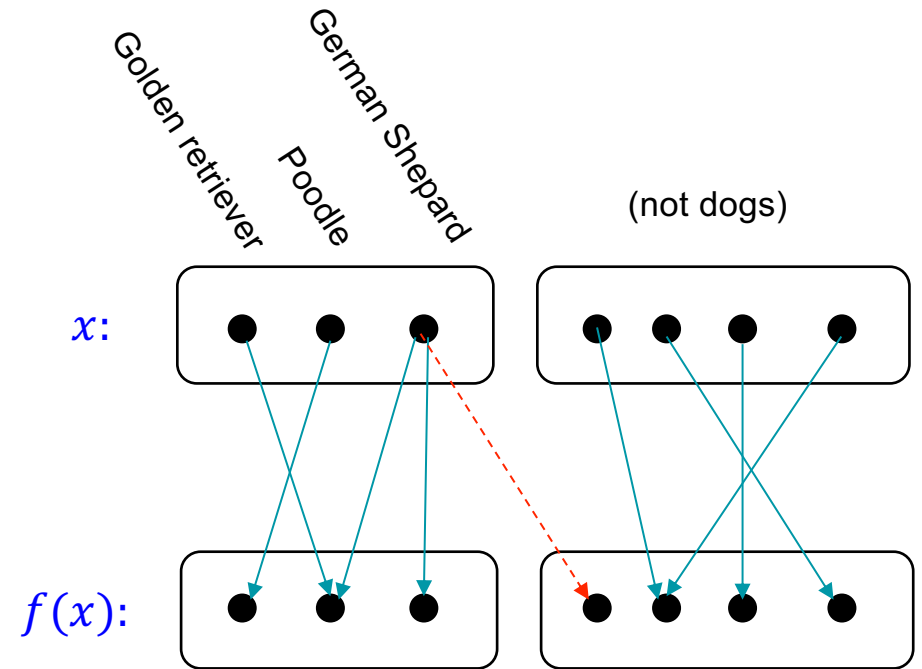 Golden retriever
Poodle
German Shepard
(not dogs)
x:
f(x):